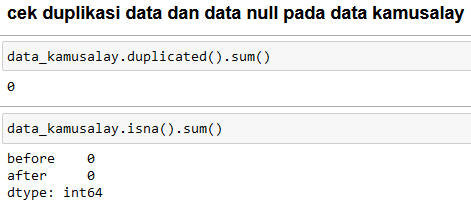 cek duplikasi data dan data null pada data kamusalay
data_kamusalay.duplicated().sum()
0
data_kamusalay.isna().sum()
before    0
after     0
dtype: int64